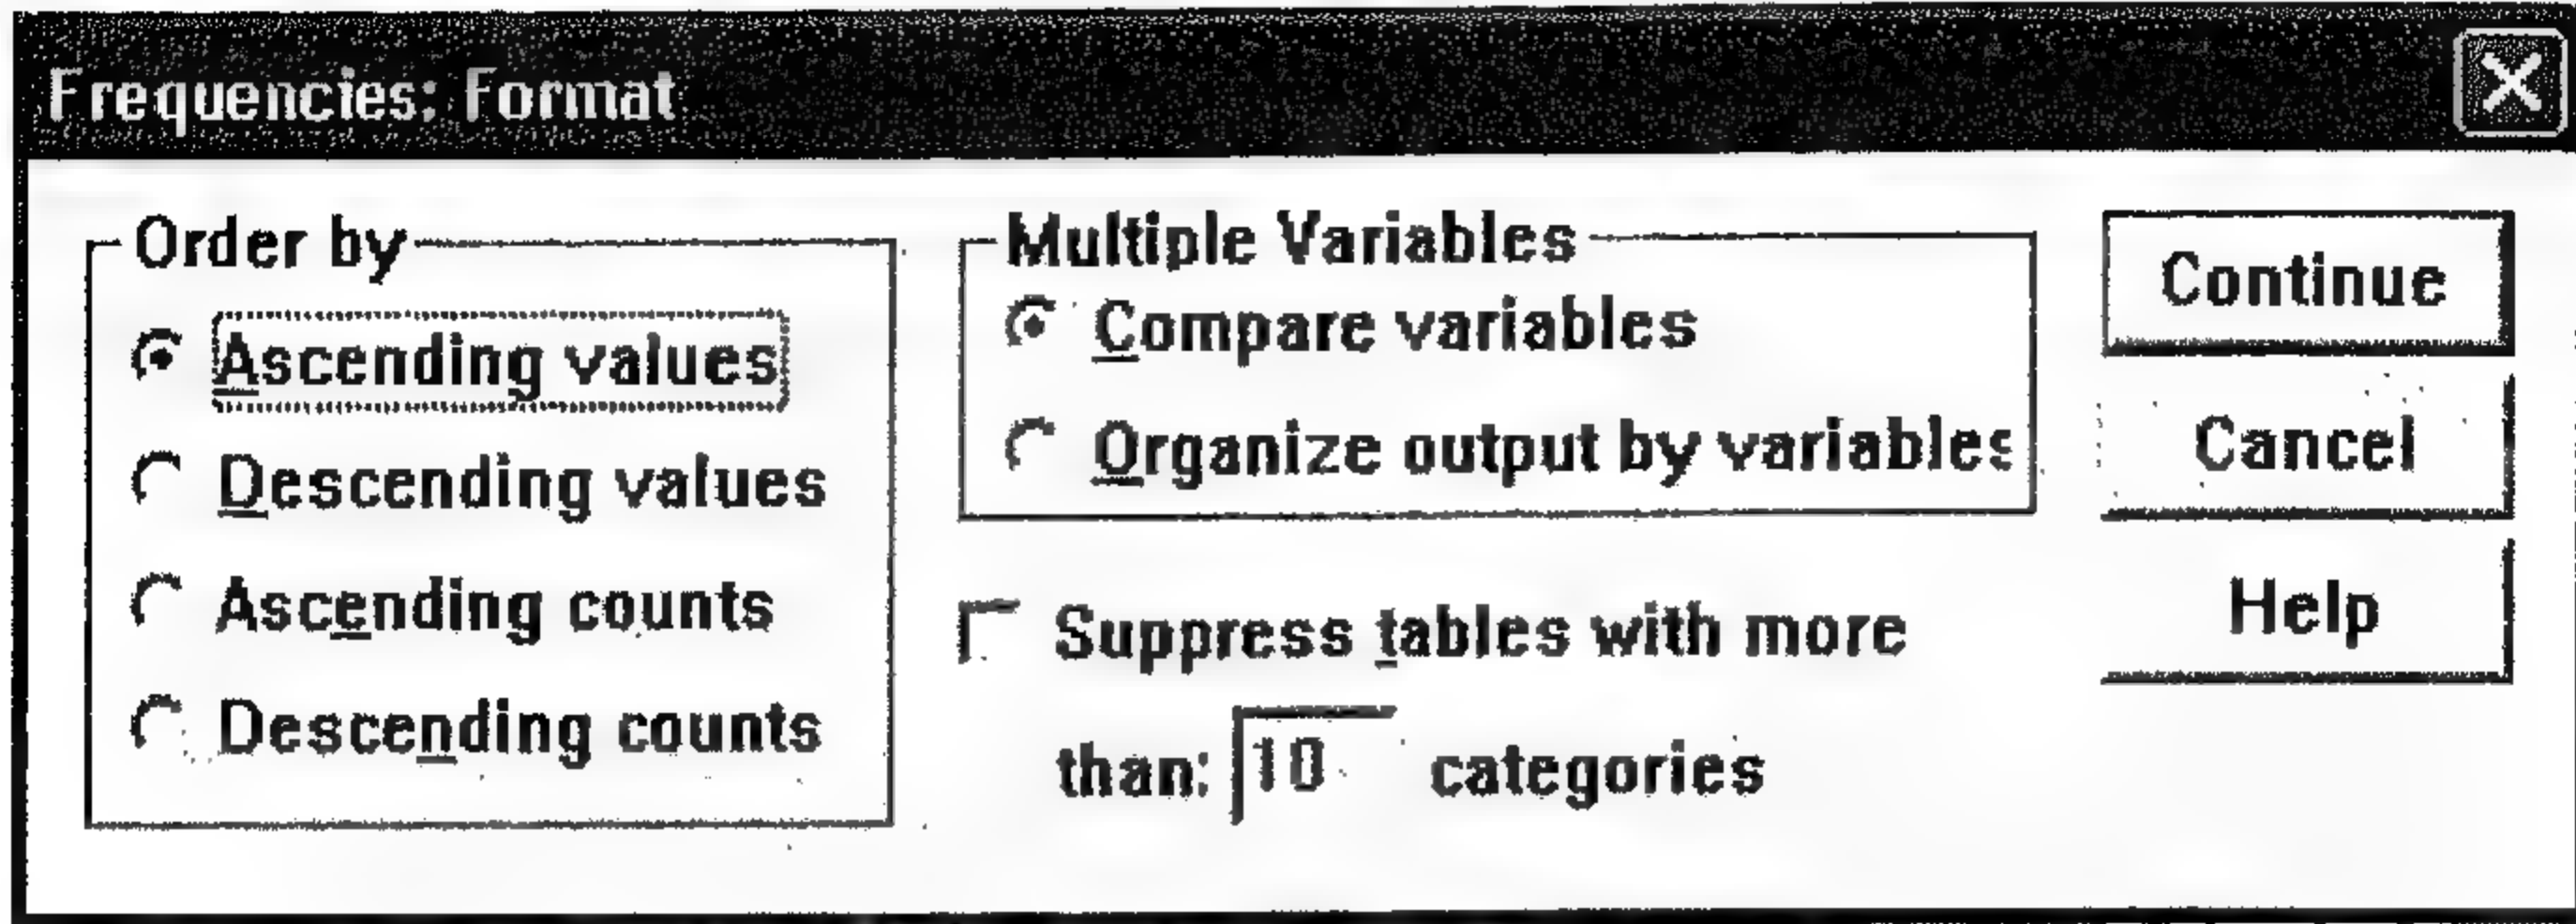 Frequencies: Format
Order by
Ascending values
Descending values
Ascending counts
Descending counts
Multiple Variables
Compare variables
Organize output by variables
Suppress tables with more
than: 10 categories
Continue
Cancel
Help